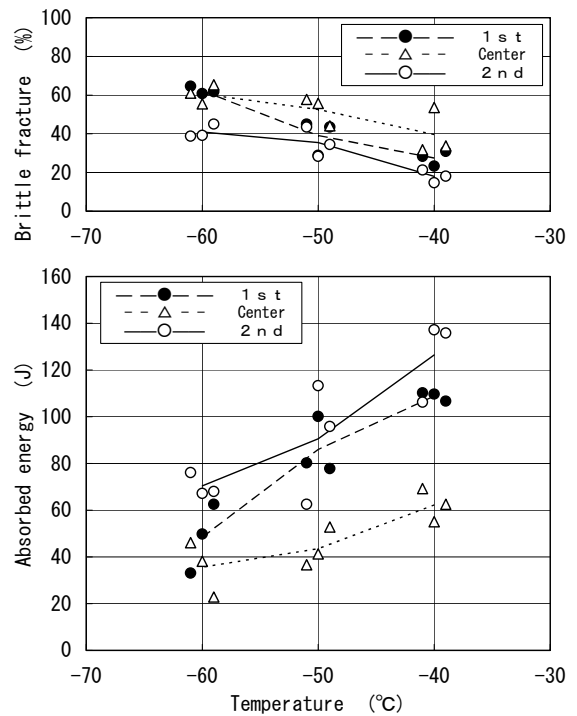 100
80
60
40
20
0
Brittle fracture (%)
1st
Center
2nd
-70
-60
-50
-40
-30
160
140
120
100
80
60
40
20
0
Absorbed energy (J)
1st
Center
2nd
-70
-60
-50
-40
-30
Temperature (℃)